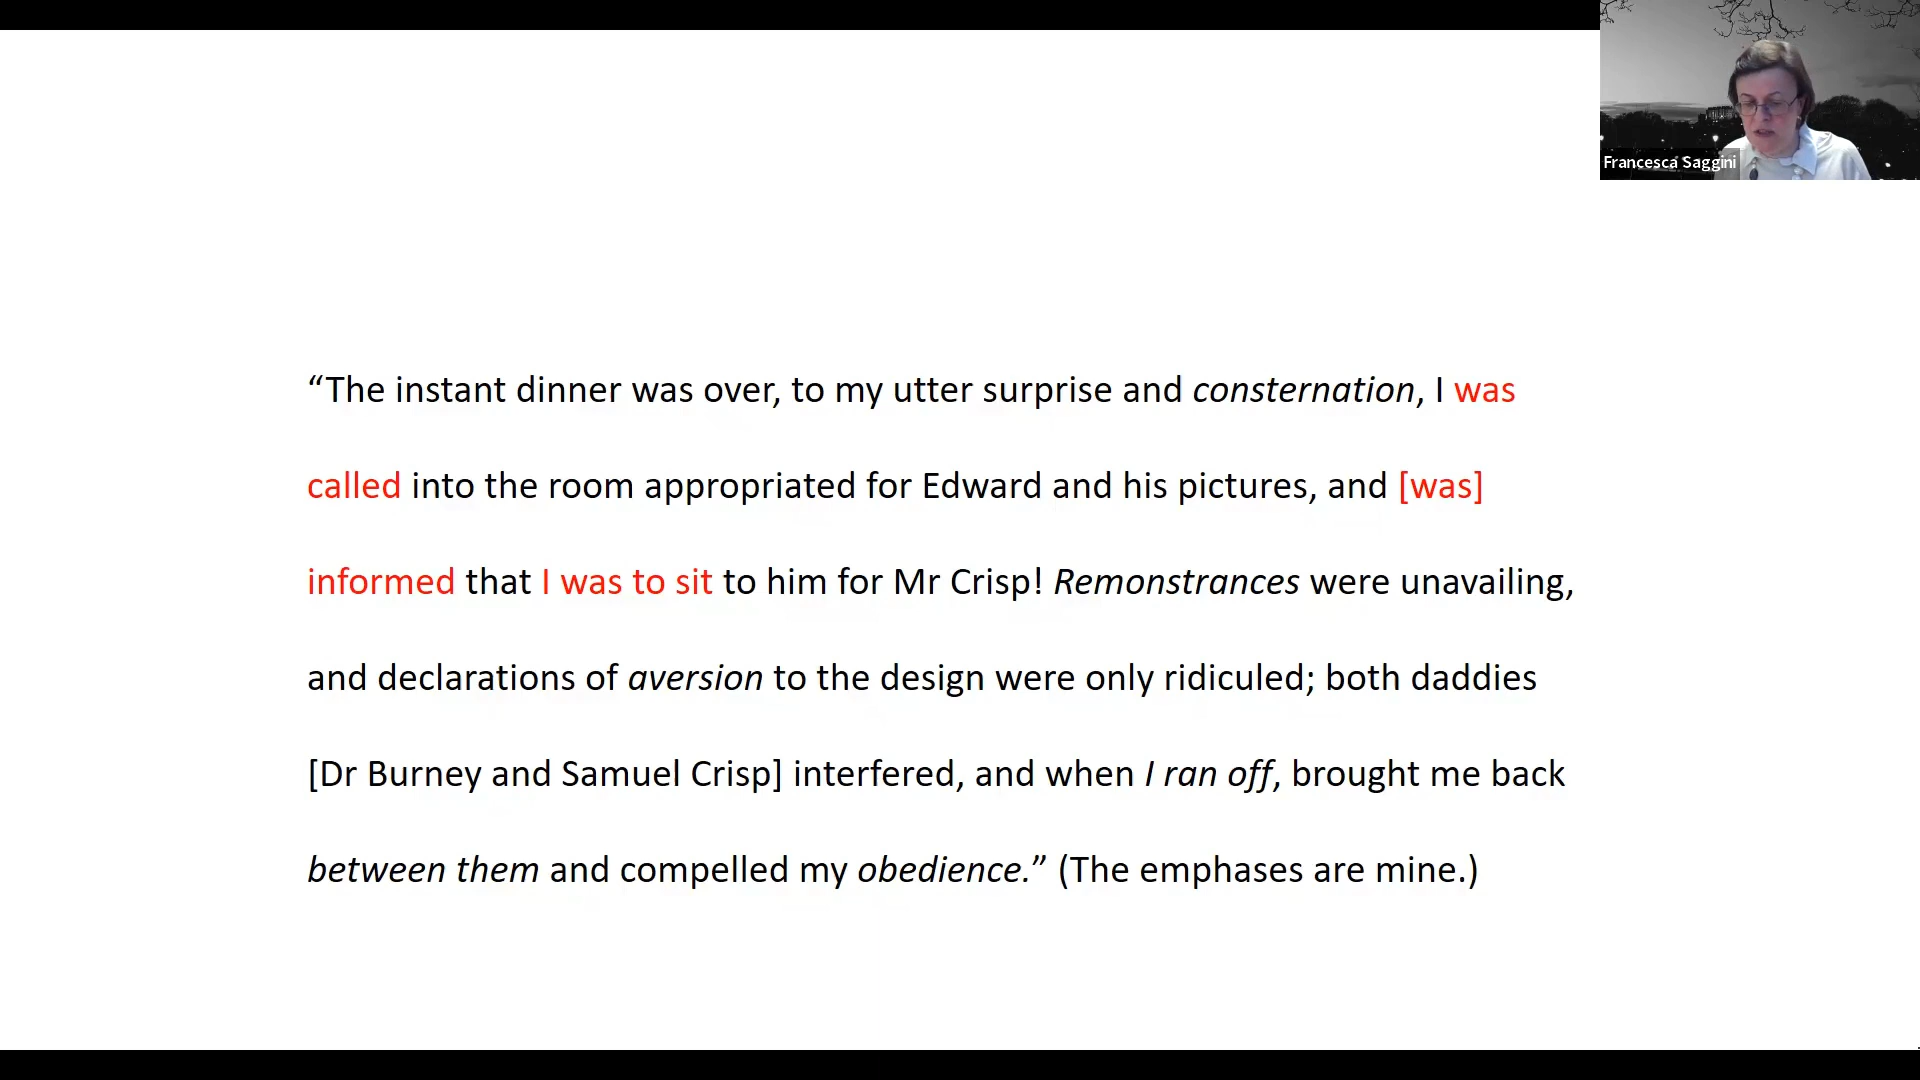 Francesca Saggini
“The instant dinner was over, to my utter surprise and consternation, I was
called into the room appropriated for Edward and his pictures, and [was]
informed that I was to sit to him for Mr Crisp! Remonstrances were unavailing,
and declarations of aversion to the design were only ridiculed; both daddies
[Dr Burney and Samuel Crisp] interfered, and when I ran off, brought me back
between them and compelled my obedience.” (The emphases are mine.)